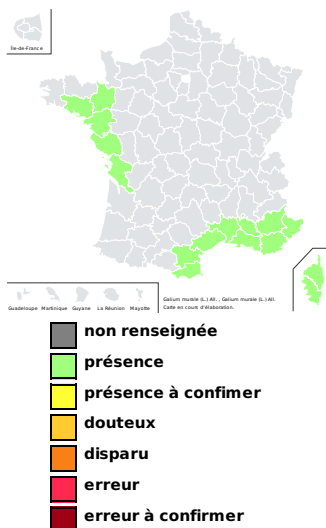 Île-de-France
Guadeloupe Martinique Guyane La Réunion Mayotte
Galium murale (L.) All. , Galium murale (L.) All.
Carte en cours d'élaboration.
non renseignée
présence
présence à confimer
douteux
disparu
erreur
erreur à confirmer